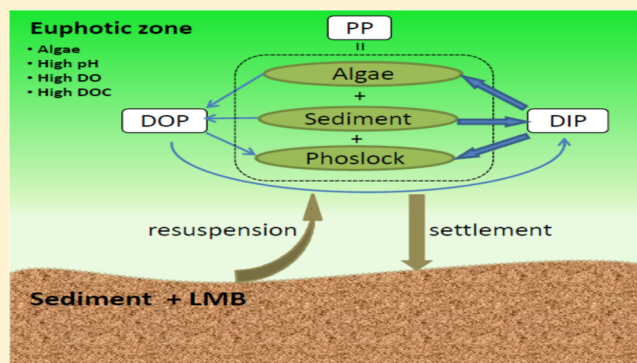 Euphotic zone
• Algae
• High pH
• High DO
• High DOC
PP
=
Algae
+
DOP
Sediment
DIP
+
Phoslock
resuspension
settlement
Sediment + LMB